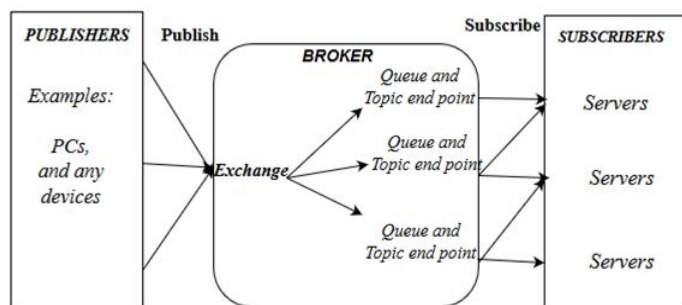 PUBLISHERS
Examples:
PCs,
and any
devices
Publish
BROKER
Exchange
Queue and
Topic end point
Queue and
Topic end point
Queue and
Topic end point
Subscribe
SUBSCRIBERS
Servers
Servers
Servers